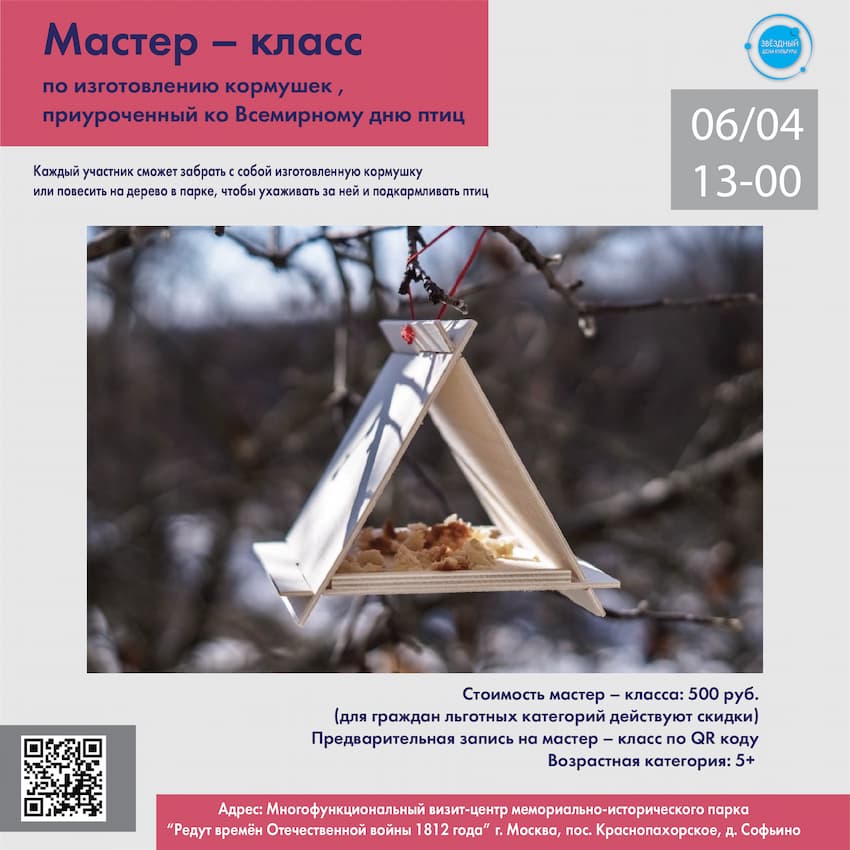 Мастер – класс
по изготовлению кормушек ,
приуроченный ко Всемирному дню птиц
ЗВЁЗДНЫЙ
ДОМ КУЛЬТУРЫ
06/04
13-00
Каждый участник сможет забрать с собой изготовленную кормушку
или повесить на дерево в парке, чтобы ухаживать за ней и подкармливать птиц
Стоимость мастер – класса: 500 руб.
(для граждан льготных категорий действуют скидки)
Предварительная запись на мастер – класс по QR коду
Возрастная категория: 5+
Адрес: Многофункциональный визит-центр мемориально-исторического парка
“Редут времён Отечественной войны 1812 года” г. Москва, пос. Краснопахорское, д. Софьино